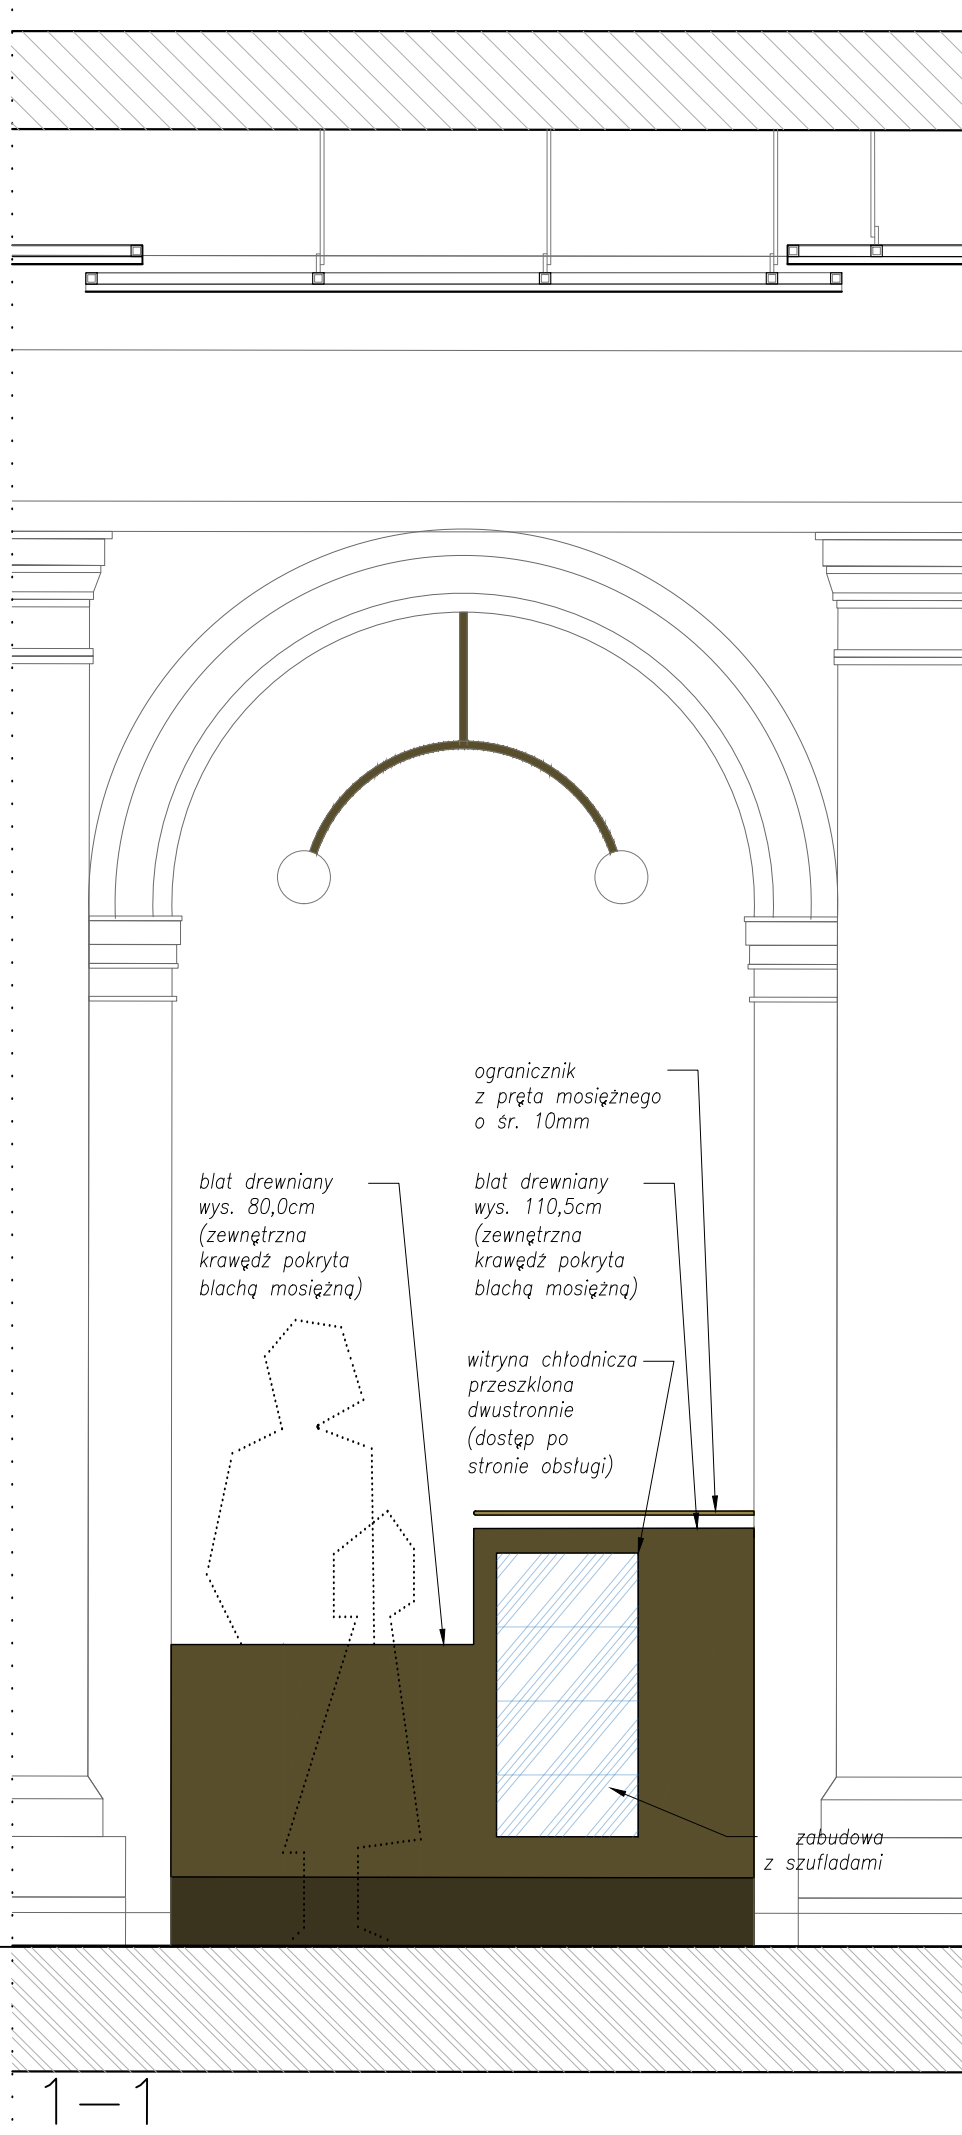 ogranicznik
z pręta mosiężnego
o śr. 10mm
blat drewniany
wys. 80,0cm
(zewnętrzna
krawędź pokryta
blachą mosiężną)
blat drewniany
wys. 110,5cm
(zewnętrzna
krawędź pokryta
blachą mosiężną)
witryna chłodnicza
przeszklona
dwustronnie
(dostęp po
stronie obsługi)
zabudowa
z szufladami
1–1